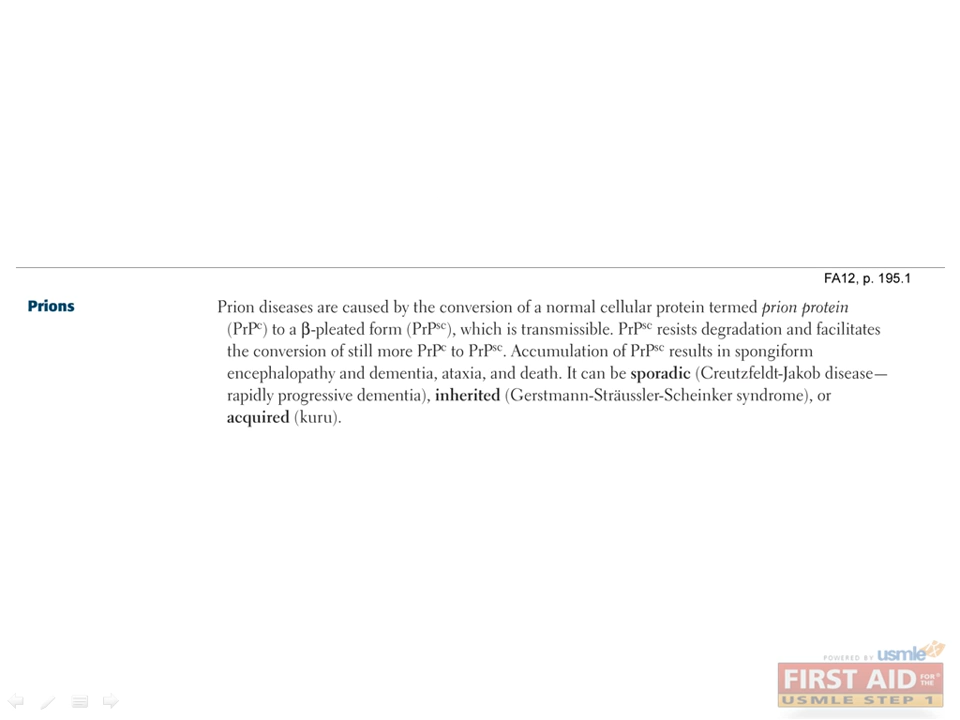 FA12, p. 195.1
Prions
Prion diseases are caused by the conversion of a normal cellular protein termed prion protein
(PrPᶜ) to a β-pleated form (PrPˢᶜ), which is transmissible. PrPˢᶜ resists degradation and facilitates
the conversion of still more PrPᶜ to PrPˢᶜ. Accumulation of PrPˢᶜ results in spongiform
encephalopathy and dementia, ataxia, and death. It can be sporadic (Creutzfeldt-Jakob disease—
rapidly progressive dementia), inherited (Gerstmann-Sträussler-Scheinker syndrome), or
acquired (kuru).
POWERED BY usmle
FIRST AID FOR THE®
USMLE STEP 1